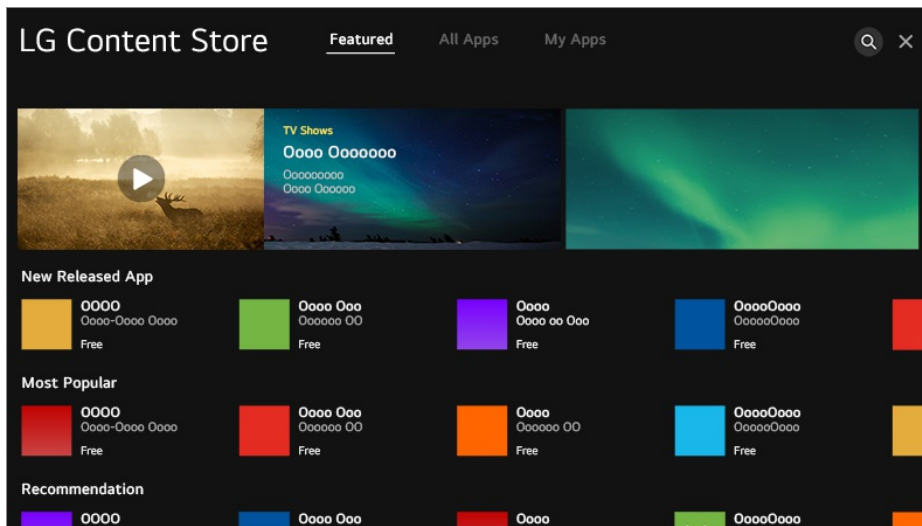 LG Content Store
Featured
All Apps
My Apps
TV Shows
Oooo Ooooooo
Ooooooooo
Oooo Oooooo
New Released App
OOOO
Oooo-Oooo Oooo
Free
Oooo Ooo
Oooooo OO
Free
Oooo
Oooo oo Ooo
Free
OoooOooo
OooooOooo
Free
Most Popular
OOOO
Oooo-Oooo Oooo
Free
Oooo Ooo
Oooooo OO
Free
Oooo
Oooooo OO
Free
OoooOooo
OooooOooo
Free
Recommendation
OOOO
Oooo Ooo
Oooo
OoooOooo